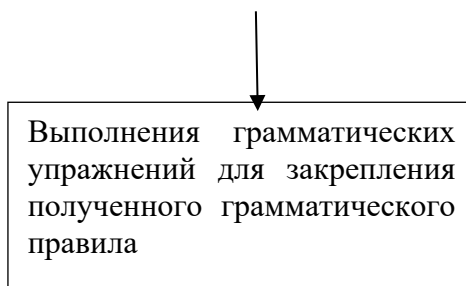 Выполнения грамматических
упражнений для закрепления
полученного грамматического
правила